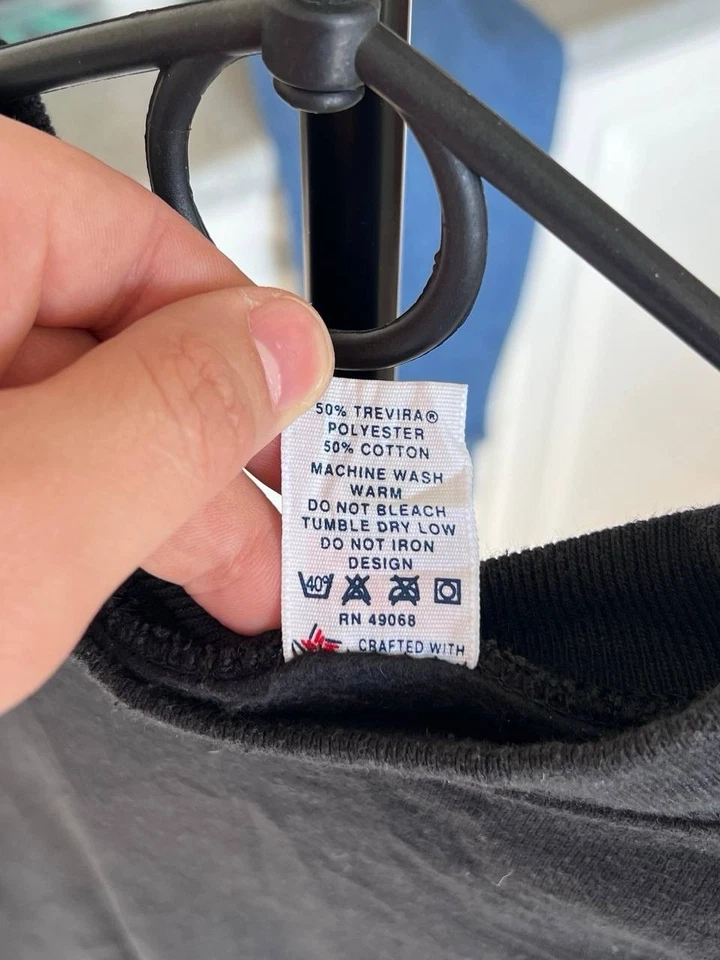 50% TREVIRA®
POLYESTER
50% COTTON
MACHINE WASH
WARM
DO NOT BLEACH
TUMBLE DRY LOW
DO NOT IRON
DESIGN
40°
RN 49068
CRAFTED WITH